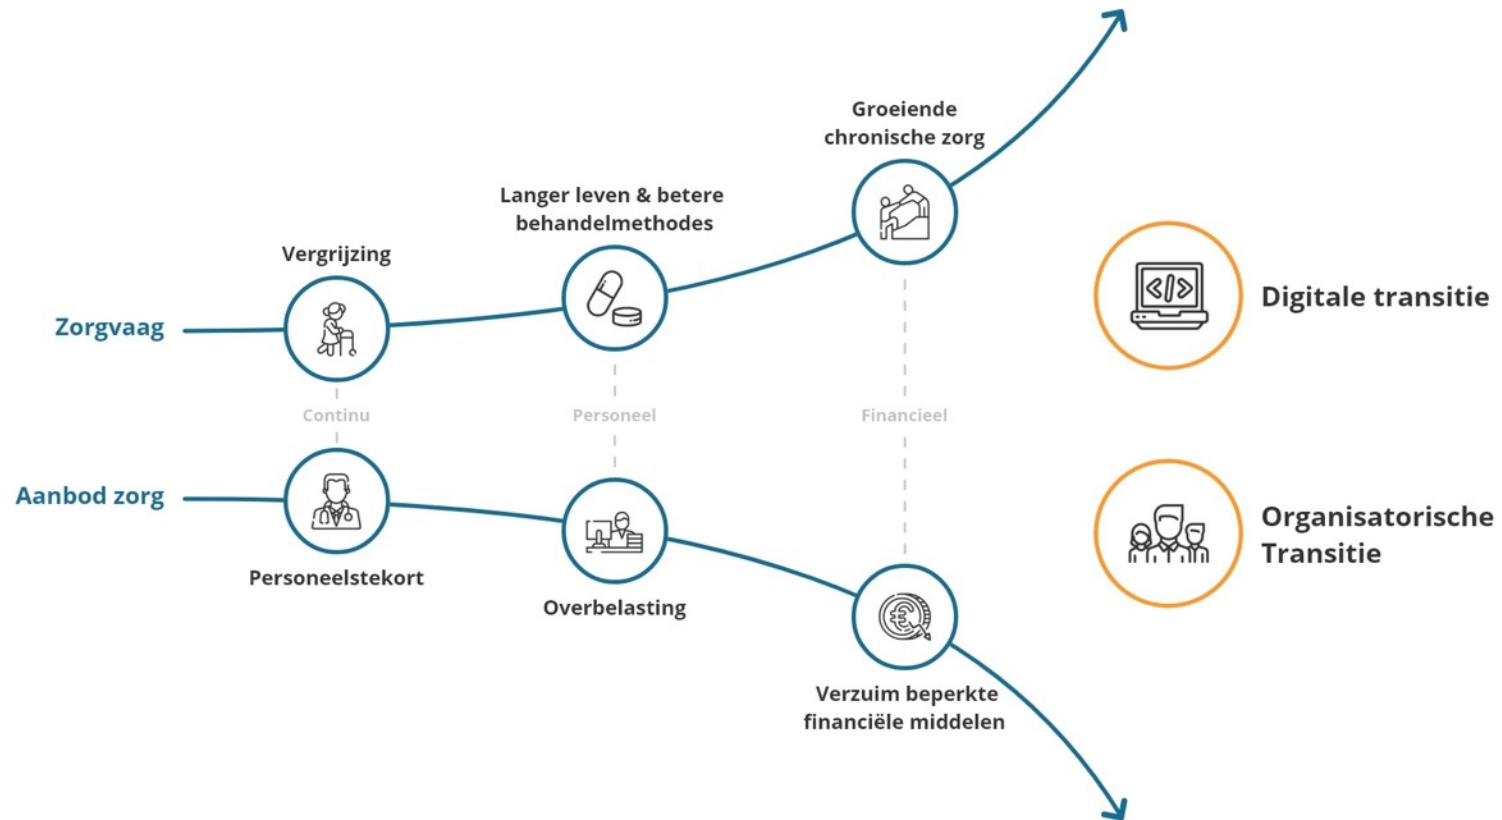 Groeiende
chronische zorg
Langer leven & betere
behandelmethodes
Vergrijzing
Zorgvaag
Digitale transitie
Continu
Personeel
Financieel
Aanbod zorg
Organisatorische
Transitie
Personeelstekort
Overbelasting
Verzuim beperkte
financiële middelen